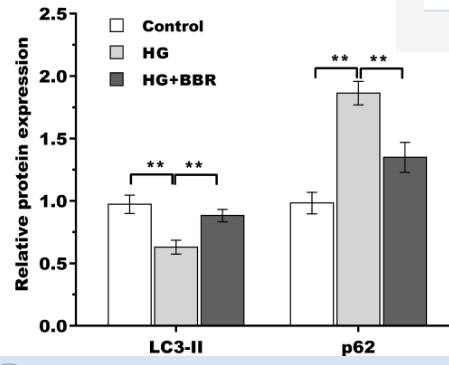 Relative protein expression
2.5
2.0
1.5
1.0
0.5
0.0
Control
HG
HG+BBR
** **
** **
LC3-II p62